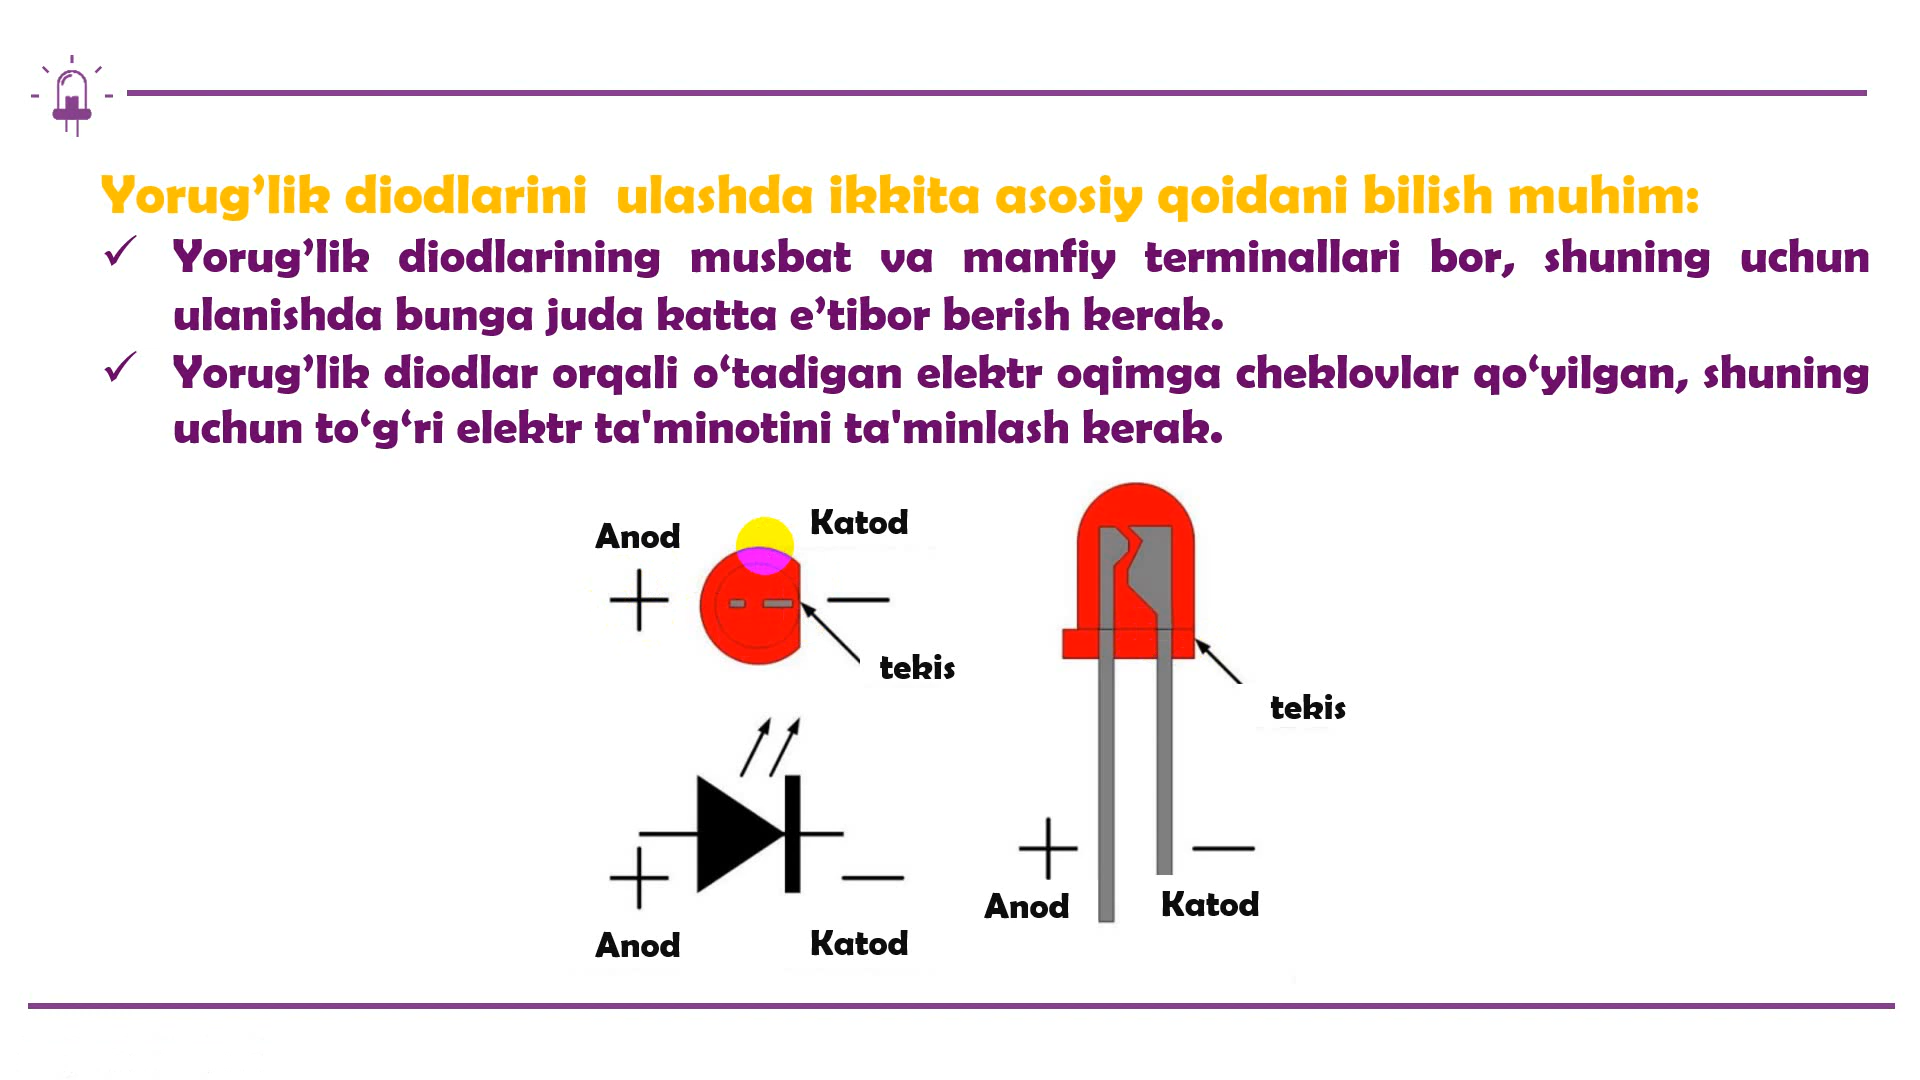 Yorug’lik diodlarini ulashda ikkita asosiy qoidani bilish muhim:
✓ Yorug’lik diodlarining musbat va manfiy terminallari bor, shuning uchun
ulanishda bunga juda katta e’tibor berish kerak.
✓ Yorug’lik diodlar orqali o‘tadigan elektr oqimga cheklovlar qo‘yilgan, shuning
uchun to‘g‘ri elektr ta'minotini ta'minlash kerak.
Anod
Katod
tekis
tekis
Anod
Katod
Anod
Katod